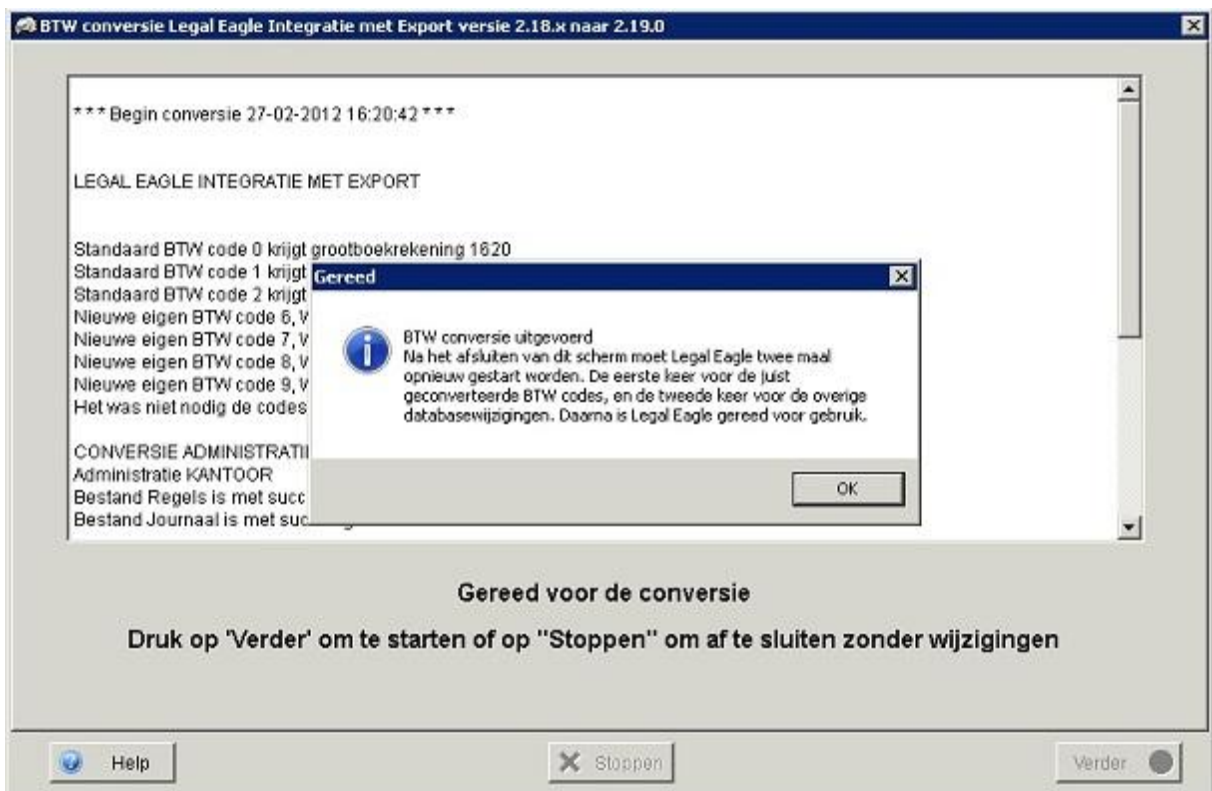 BTW conversie Legal Eagle Integratie met Export versie 2.18.x naar 2.19.0
*** Begin conversie 27-02-2012 16:20:42 ***
LEGAL EAGLE INTEGRATIE MET EXPORT
Standaard BTW code 0 krijgt grootboekrekening 1620
Standaard BTW code 1 krijgt
Standaard BTW code 2 krijgt
Nieuwe eigen BTW code 6, V
Nieuwe eigen BTW code 7, V
Nieuwe eigen BTW code 8, V
Nieuwe eigen BTW code 9, V
Het was niet nodig de codes
CONVERSIE ADMINISTRATI
Administratie KANTOOR
Bestand Regels is met succ
Bestand Journaal is met suc
Gereed
BTW conversie uitgevoerd
Na het afsluiten van dit scherm moet Legal Eagle twee maal
opnieuw gestart worden. De eerste keer voor de juist
geconverteerde BTW codes, en de tweede keer voor de overige
databasewijzigingen. Daarna is Legal Eagle gereed voor gebruik.
OK
Gereed voor de conversie
Druk op 'Verder' om te starten of op "Stoppen" om af te sluiten zonder wijzigingen
Help
Stoppen
Verder